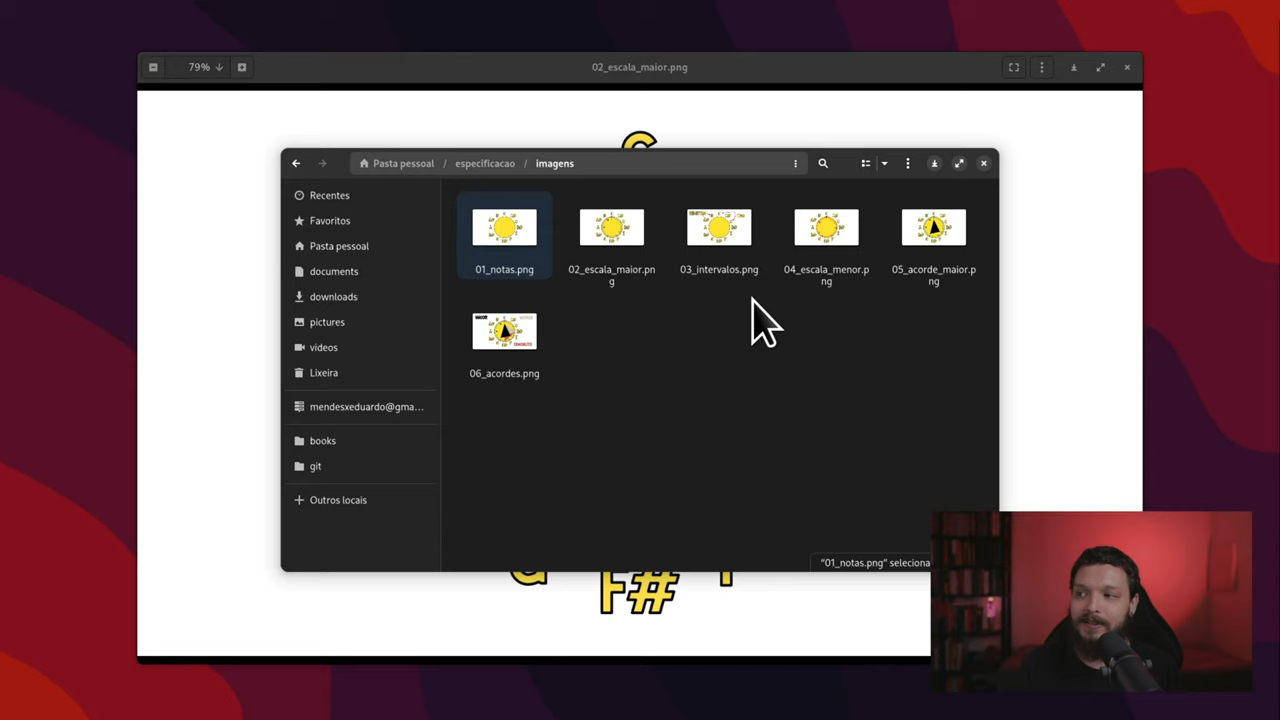 79%
02_escala_maior.png
C
Pasta pessoal / especificacao / imagens
Recentes
Favoritos
Pasta pessoal
documents
downloads
pictures
videos
Lixeira
mendesxeduardo@gma...
books
git
Outros locais
01_notas.png
02_escala_maior.pn
g
03_intervalos.png
04_escala_menor.p
ng
05_acorde_maior.p
ng
06_acordes.png
"01_notas.png" seleciona
G
F#
F